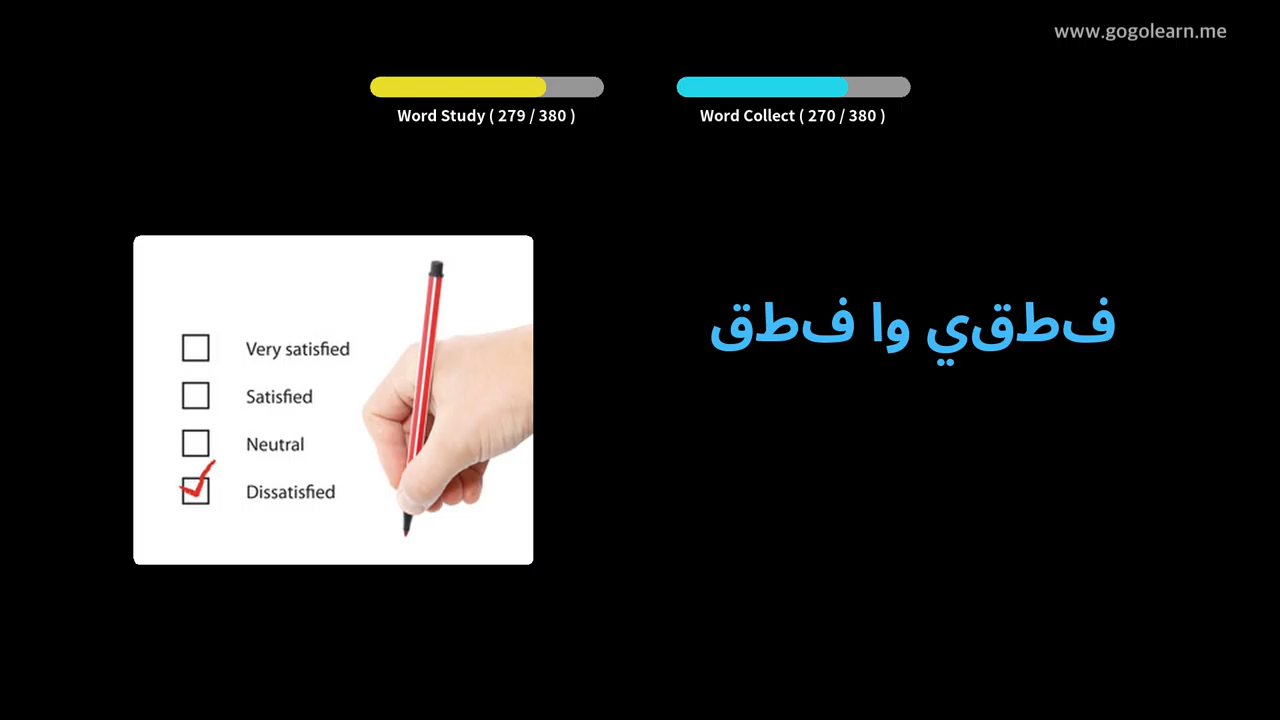 www.gogolearn.me
Word Study ( 279 / 380 )
Word Collect ( 270 / 380 )
فطقي وا فطق
Very satisfied
Satisfied
Neutral
Dissatisfied